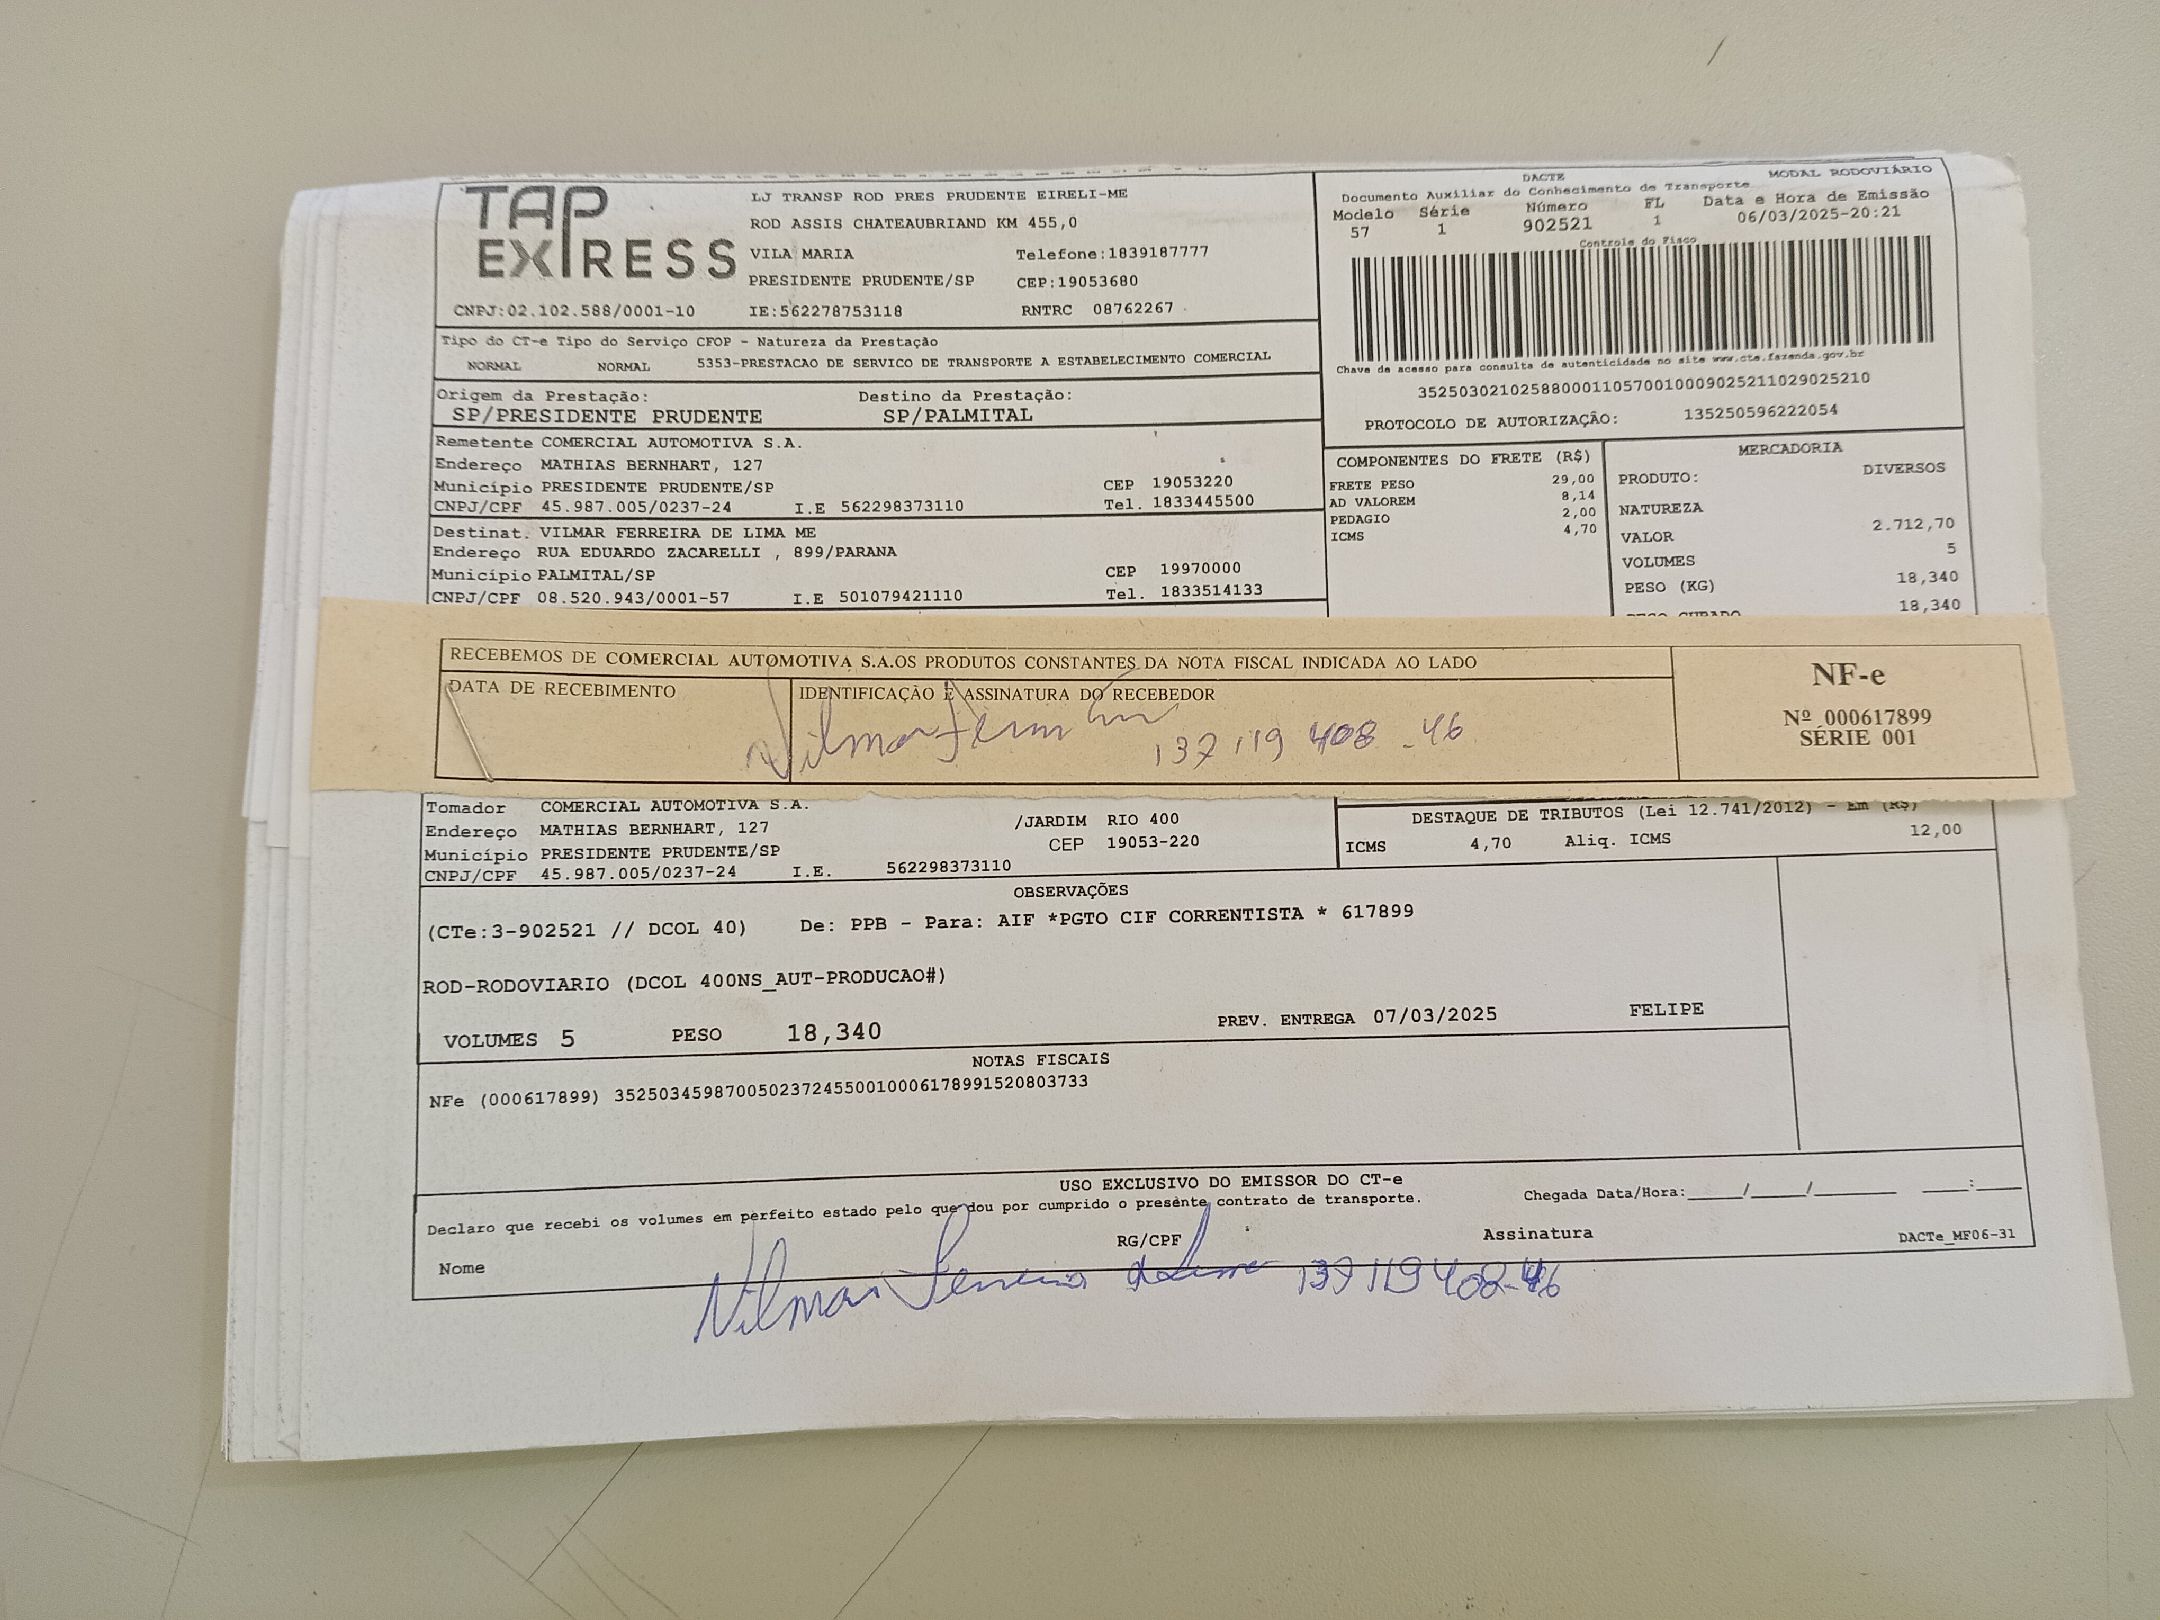 TAP EXPRESS
LJ TRANSP ROD PRES PRUDENTE EIRELI-ME
ROD ASSIS CHATEAUBRIAND KM 455,0
VILA MARIA Telefone:1839187777
PRESIDENTE PRUDENTE/SP CEP:19053680
CNPJ:02.102.588/0001-10 IE:562278753118 RNTRC 08762267
DACTE MODAL RODOVIÁRIO
Documento Auxiliar do Conhecimento de Transporte
Modelo Série Número FL Data e Hora de Emissão
57 1 902521 1 06/03/2025-20:21
Controle do Fisco
Chave de acesso para consulta de autenticidade no site www.cte.fazenda.gov.br
35250302102588000110570010009025211029025210
PROTOCOLO DE AUTORIZAÇÃO: 135250596222054
Tipo do CT-e Tipo do Serviço CFOP - Natureza da Prestação
NORMAL NORMAL 5353-PRESTACAO DE SERVICO DE TRANSPORTE A ESTABELECIMENTO COMERCIAL
Origem da Prestação: Destino da Prestação:
SP/PRESIDENTE PRUDENTE SP/PALMITAL
Remetente COMERCIAL AUTOMOTIVA S.A.
Endereço MATHIAS BERNHART, 127
Município PRESIDENTE PRUDENTE/SP CEP 19053220
CNPJ/CPF 45.987.005/0237-24 I.E 562298373110 Tel. 1833445500
Destinat. VILMAR FERREIRA DE LIMA ME
Endereço RUA EDUARDO ZACARELLI , 899/PARANA
Município PALMITAL/SP CEP 19970000
CNPJ/CPF 08.520.943/0001-57 I.E 501079421110 Tel. 1833514133
COMPONENTES DO FRETE (R$)
FRETE PESO 29,00
AD VALOREM 8,14
PEDAGIO 2,00
ICMS 4,70
MERCADORIA
PRODUTO: DIVERSOS
NATUREZA
VALOR 2.712,70
VOLUMES 5
PESO (KG) 18,340
PESO CUBADO 18,340
RECEBEMOS DE COMERCIAL AUTOMOTIVA S.A.OS PRODUTOS CONSTANTES DA NOTA FISCAL INDICADA AO LADO
DATA DE RECEBIMENTO IDENTIFICAÇÃO E ASSINATURA DO RECEBEDOR
Vilmar 137 119 408 - 46
NF-e
Nº 000617899
SÉRIE 001
Tomador COMERCIAL AUTOMOTIVA S.A.
Endereço MATHIAS BERNHART, 127 /JARDIM RIO 400
Município PRESIDENTE PRUDENTE/SP CEP 19053-220
CNPJ/CPF 45.987.005/0237-24 I.E. 562298373110
DESTAQUE DE TRIBUTOS (Lei 12.741/2012) - Em (R$)
ICMS 4,70 Aliq. ICMS 12,00
OBSERVAÇÕES
(CTe:3-902521 // DCOL 40) De: PPB - Para: AIF *PGTO CIF CORRENTISTA * 617899
ROD-RODOVIARIO (DCOL 400NS_AUT-PRODUCAO#)
VOLUMES 5 PESO 18,340 PREV. ENTREGA 07/03/2025 FELIPE
NOTAS FISCAIS
NFe (000617899) 35250345987005023724550010006178991520803733
USO EXCLUSIVO DO EMISSOR DO CT-e
Declaro que recebi os volumes em perfeito estado pelo que dou por cumprido o presente contrato de transporte. Chegada Data/Hora:____/____/______ ____:____
Nome RG/CPF Assinatura DACTe_MF06-31
Vilmar Ferreira de Lima 137 119 408-46